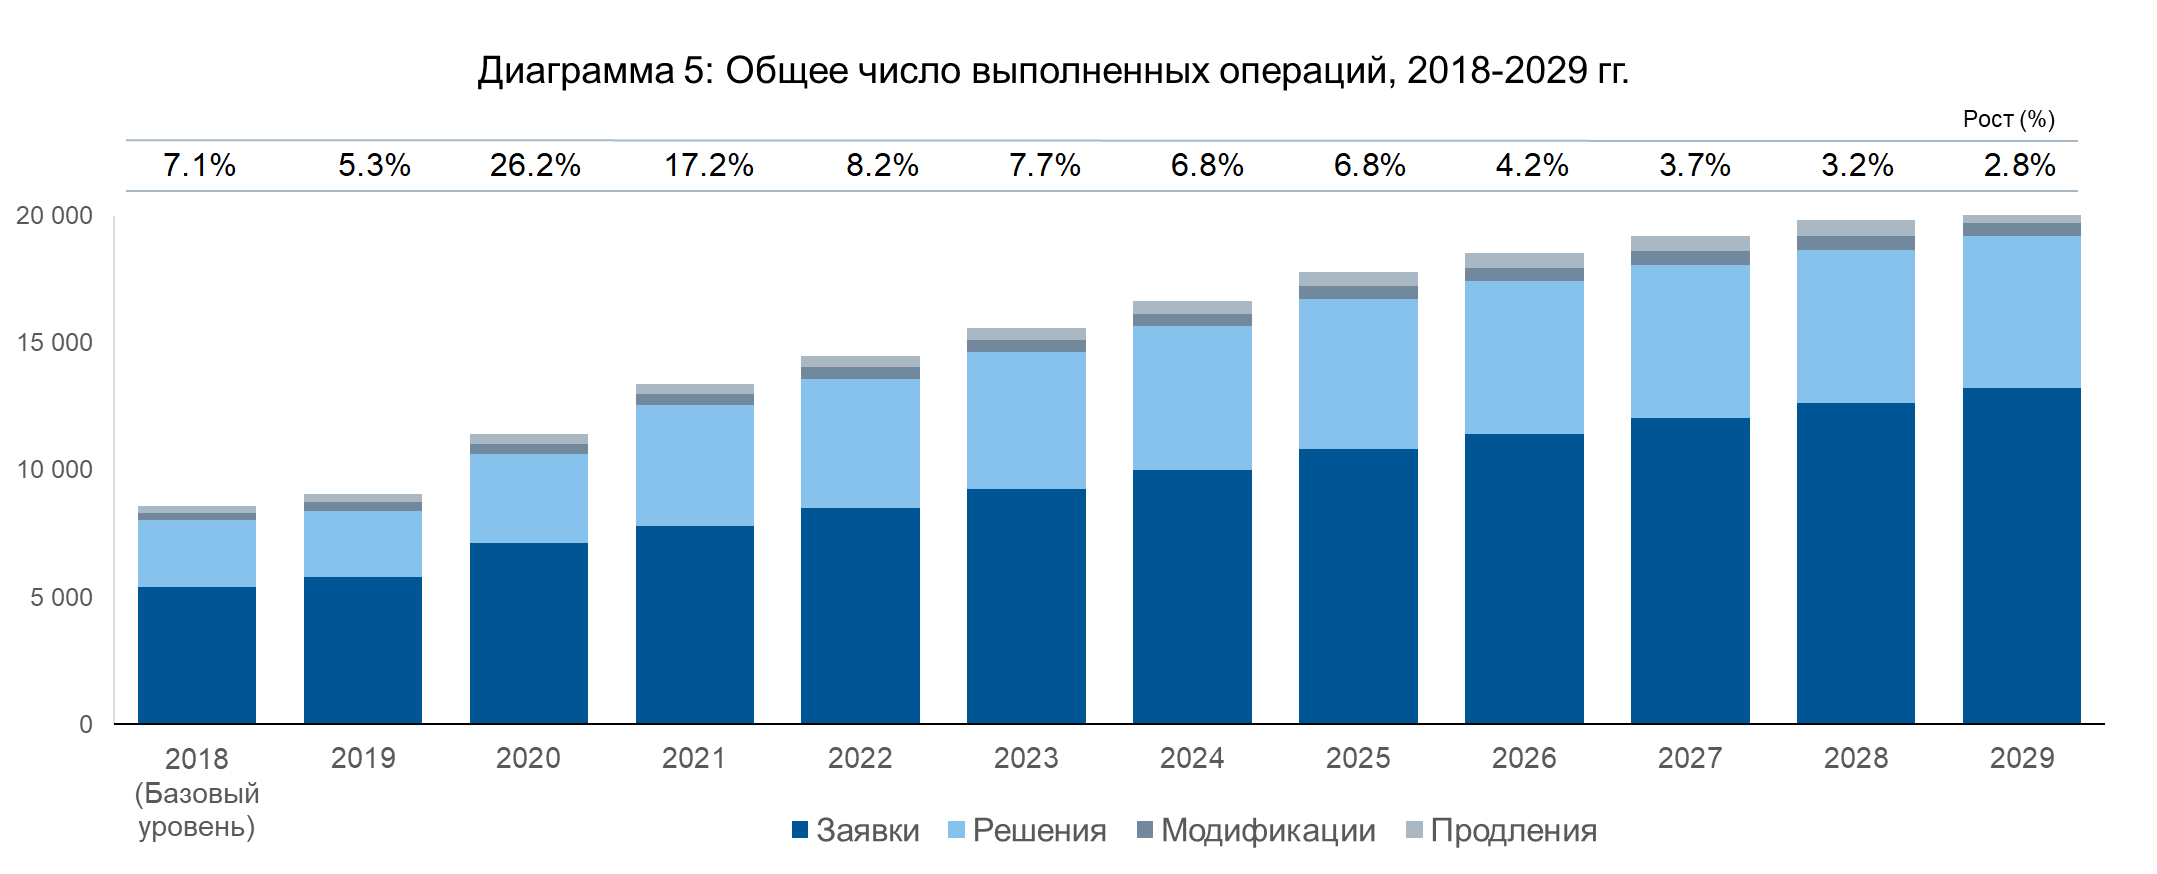 Диаграмма 5: Общее число выполненных операций, 2018-2029 гг.
Рост (%)
7.1% 5.3% 26.2% 17.2% 8.2% 7.7% 6.8% 6.8% 4.2% 3.7% 3.2% 2.8%
20 000
15 000
10 000
5 000
0
2018 2019 2020 2021 2022 2023 2024 2025 2026 2027 2028 2029
(Базовый
уровень)
Заявки Решения Модификации Продления